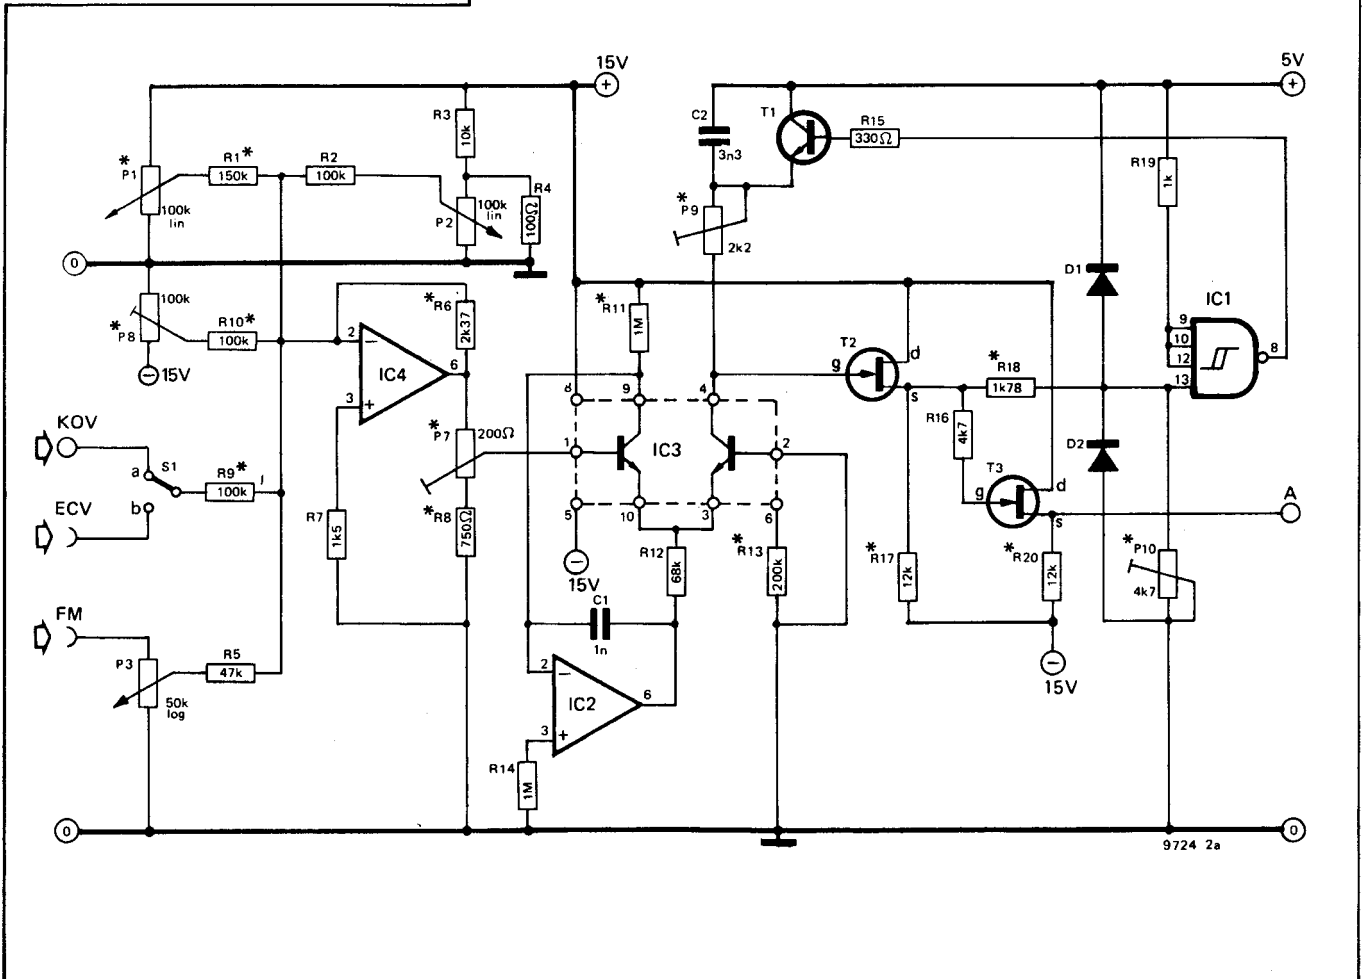 15V
5V
+
+
C2
3n3
T1
R15
330Ω
R3
10k
* P1
100k
lin
R1*
150k
R2
100k
R4
100Ω
100k
lin
P2
R19
1k
* P9
2k2
0
100k
*P8
R10*
100k
− 15V
*R6
2k37
*R11
1M
D1
IC1
9
10
12
13
8
2
−
IC4
6
3
+
T2
g
d
s
*R18
1k78
8
9
4
KOV
*P7
200Ω
1
IC3
2
R16
4k7
D2
a
S1
R9*
100k
b
ECV
T3
g
d
s
A
R7
1k5
*R8
750Ω
5
10
3
6
−
15V
R12
68k
*R13
200k
*R17
12k
*R20
12k
*P10
4k7
C1
1n
FM
P3
50k
log
R5
47k
−
15V
2
−
IC2
6
3
+
R14
1M
0
0
9724 2a